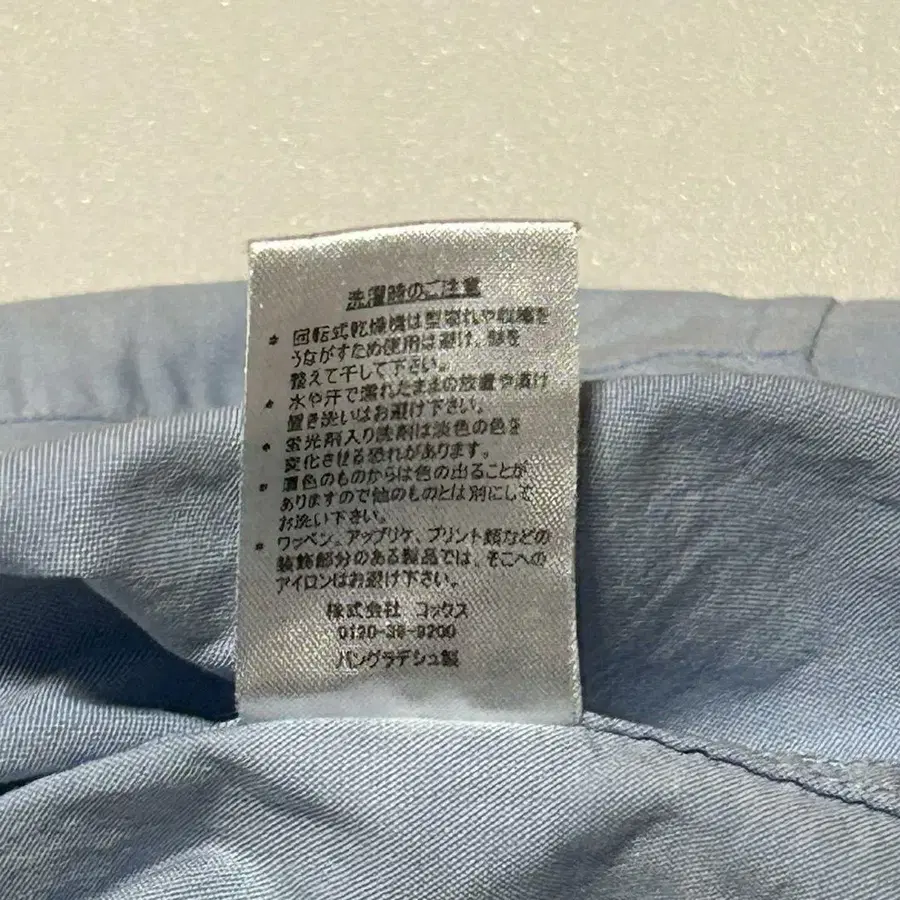 洗濯時のご注意
* 回転式乾燥機は型崩れや収縮を
うながすため使用は避け、形を
整えて干して下さい。
* 水や汗で濡れたままの放置や漬け
置き洗いはお避け下さい。
* 蛍光剤入り洗剤は淡色の色を
変化させる恐れがあります。
* 濃色のものからは色の出ることが
ありますので他のものとは別にして
お洗い下さい。
* ワッペン、アップリケ、プリント類などの
装飾部分のある製品では、そこへの
アイロンはお避け下さい。
株式会社 コックス
0120-38-9200
バングラデシュ製